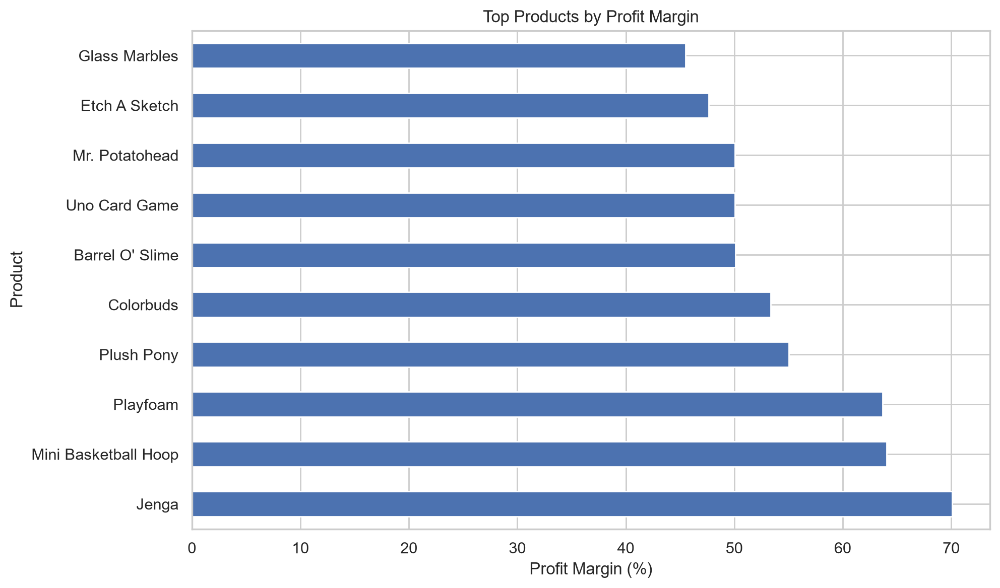 Top Products by Profit Margin
Product
Glass Marbles
Etch A Sketch
Mr. Potatohead
Uno Card Game
Barrel O' Slime
Colorbuds
Plush Pony
Playfoam
Mini Basketball Hoop
Jenga
0 10 20 30 40 50 60 70
Profit Margin (%)